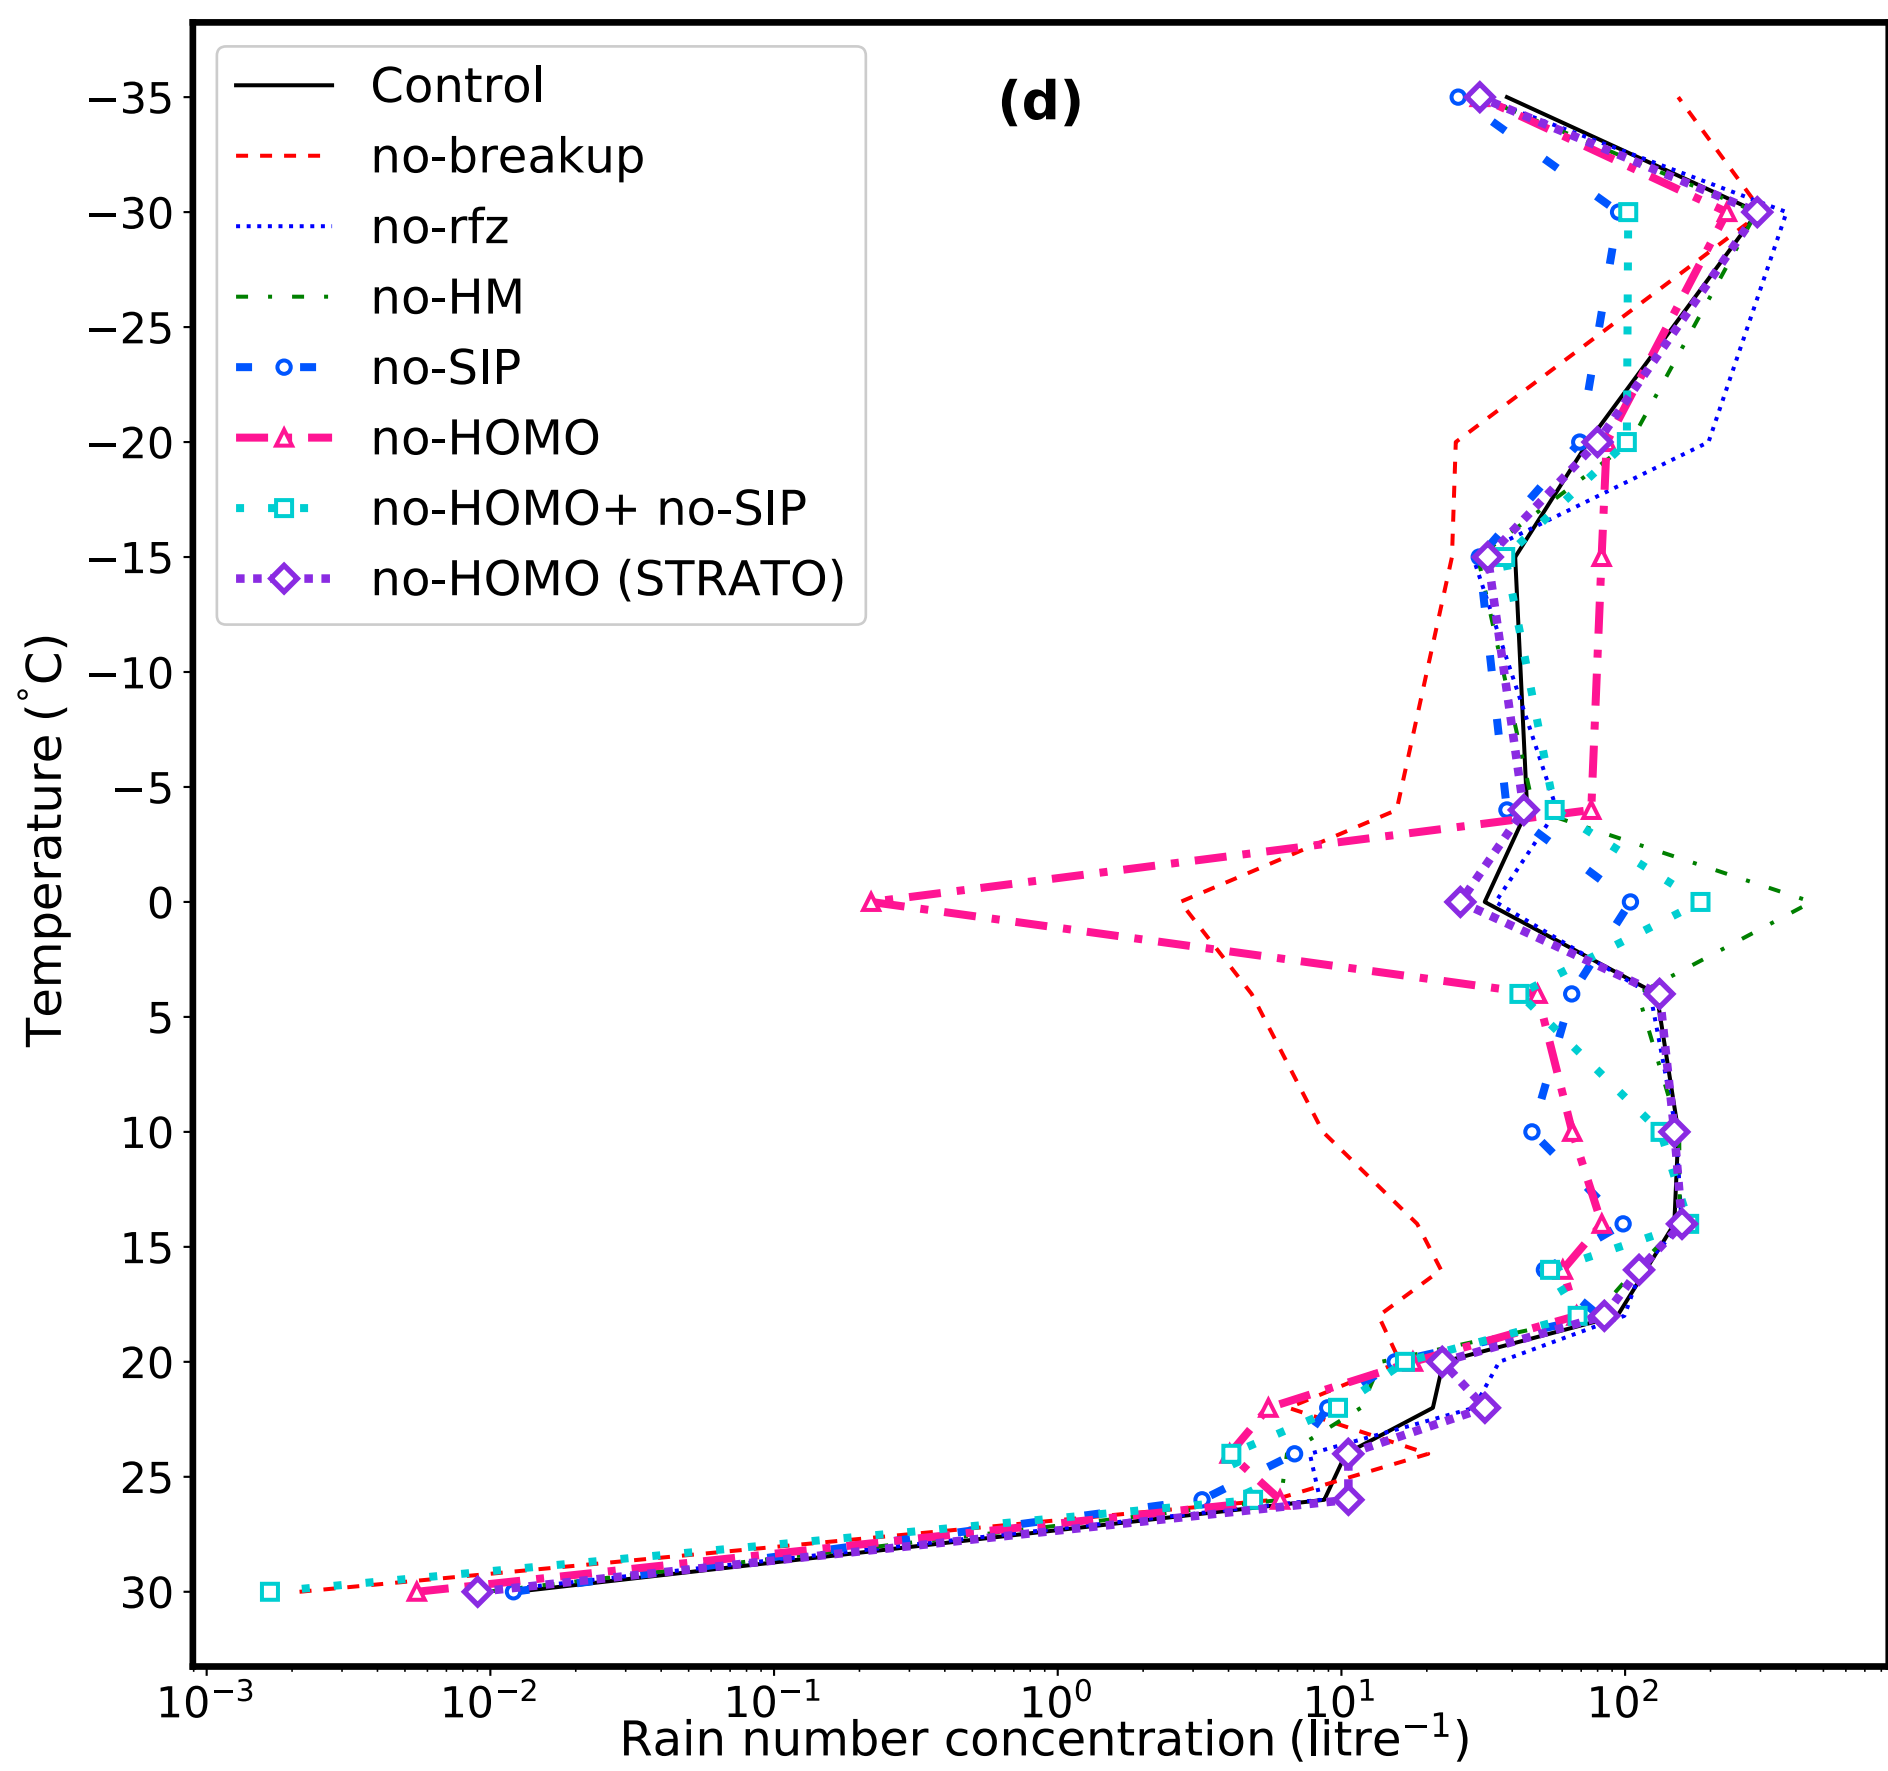 (d)
Control
no-breakup
no-rfz
no-HM
no-SIP
no-HOMO
no-HOMO+ no-SIP
no-HOMO (STRATO)
Temperature (˚C)
−35
−30
−25
−20
−15
−10
−5
0
5
10
15
20
25
30
10⁻³ 10⁻² 10⁻¹ 10⁰ 10¹ 10²
Rain number concentration (litre⁻¹)